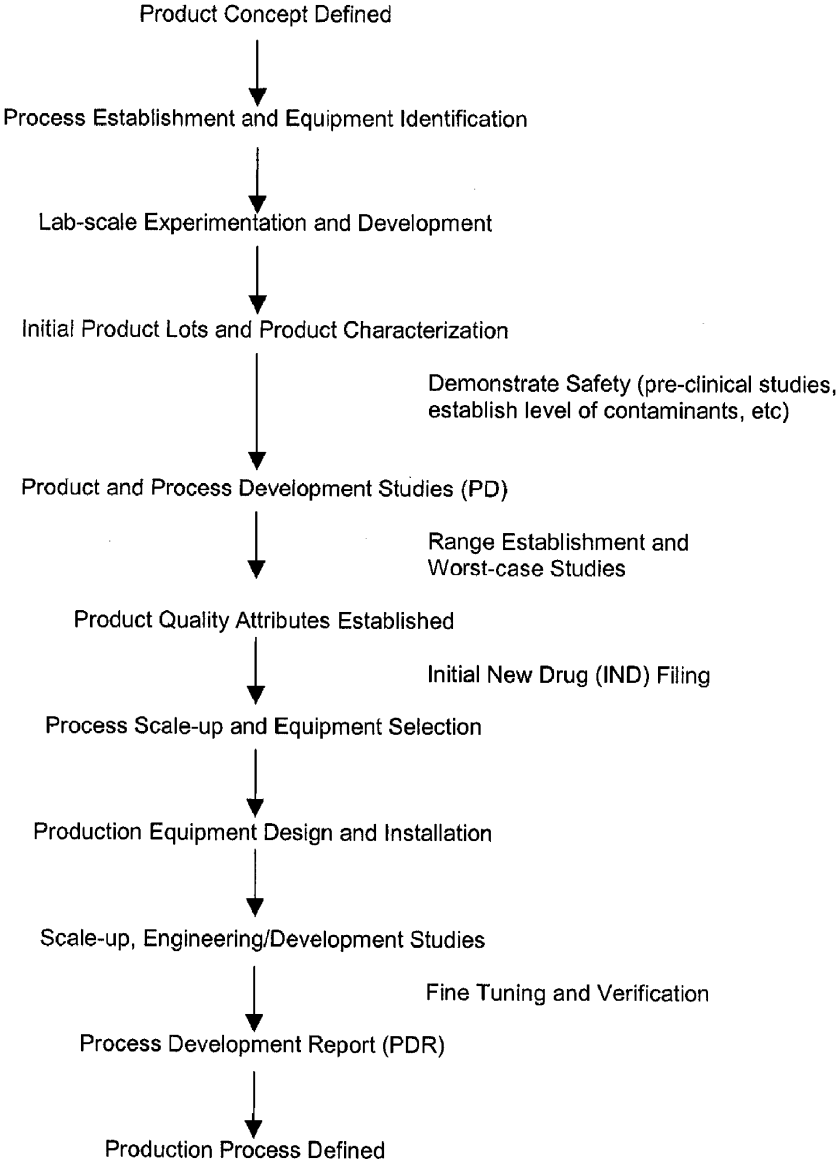 Product Concept Defined
Process Establishment and Equipment Identification
Lab-scale Experimentation and Development
Initial Product Lots and Product Characterization
Demonstrate Safety (pre-clinical studies,
establish level of contaminants, etc)
Product and Process Development Studies (PD)
Range Establishment and
Worst-case Studies
Product Quality Attributes Established
Initial New Drug (IND) Filing
Process Scale-up and Equipment Selection
Production Equipment Design and Installation
Scale-up, Engineering/Development Studies
Fine Tuning and Verification
Process Development Report (PDR)
Production Process Defined